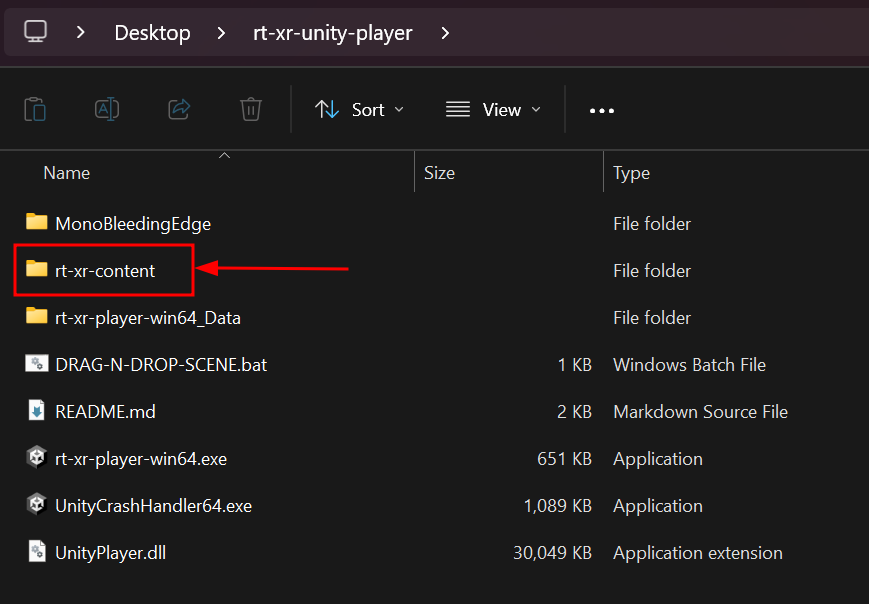 Desktop rt-xr-unity-player
Sort View
Name Size Type
MonoBleedingEdge File folder
rt-xr-content File folder
rt-xr-player-win64_Data File folder
DRAG-N-DROP-SCENE.bat 1 KB Windows Batch File
README.md 2 KB Markdown Source File
rt-xr-player-win64.exe 651 KB Application
UnityCrashHandler64.exe 1,089 KB Application
UnityPlayer.dll 30,049 KB Application extension